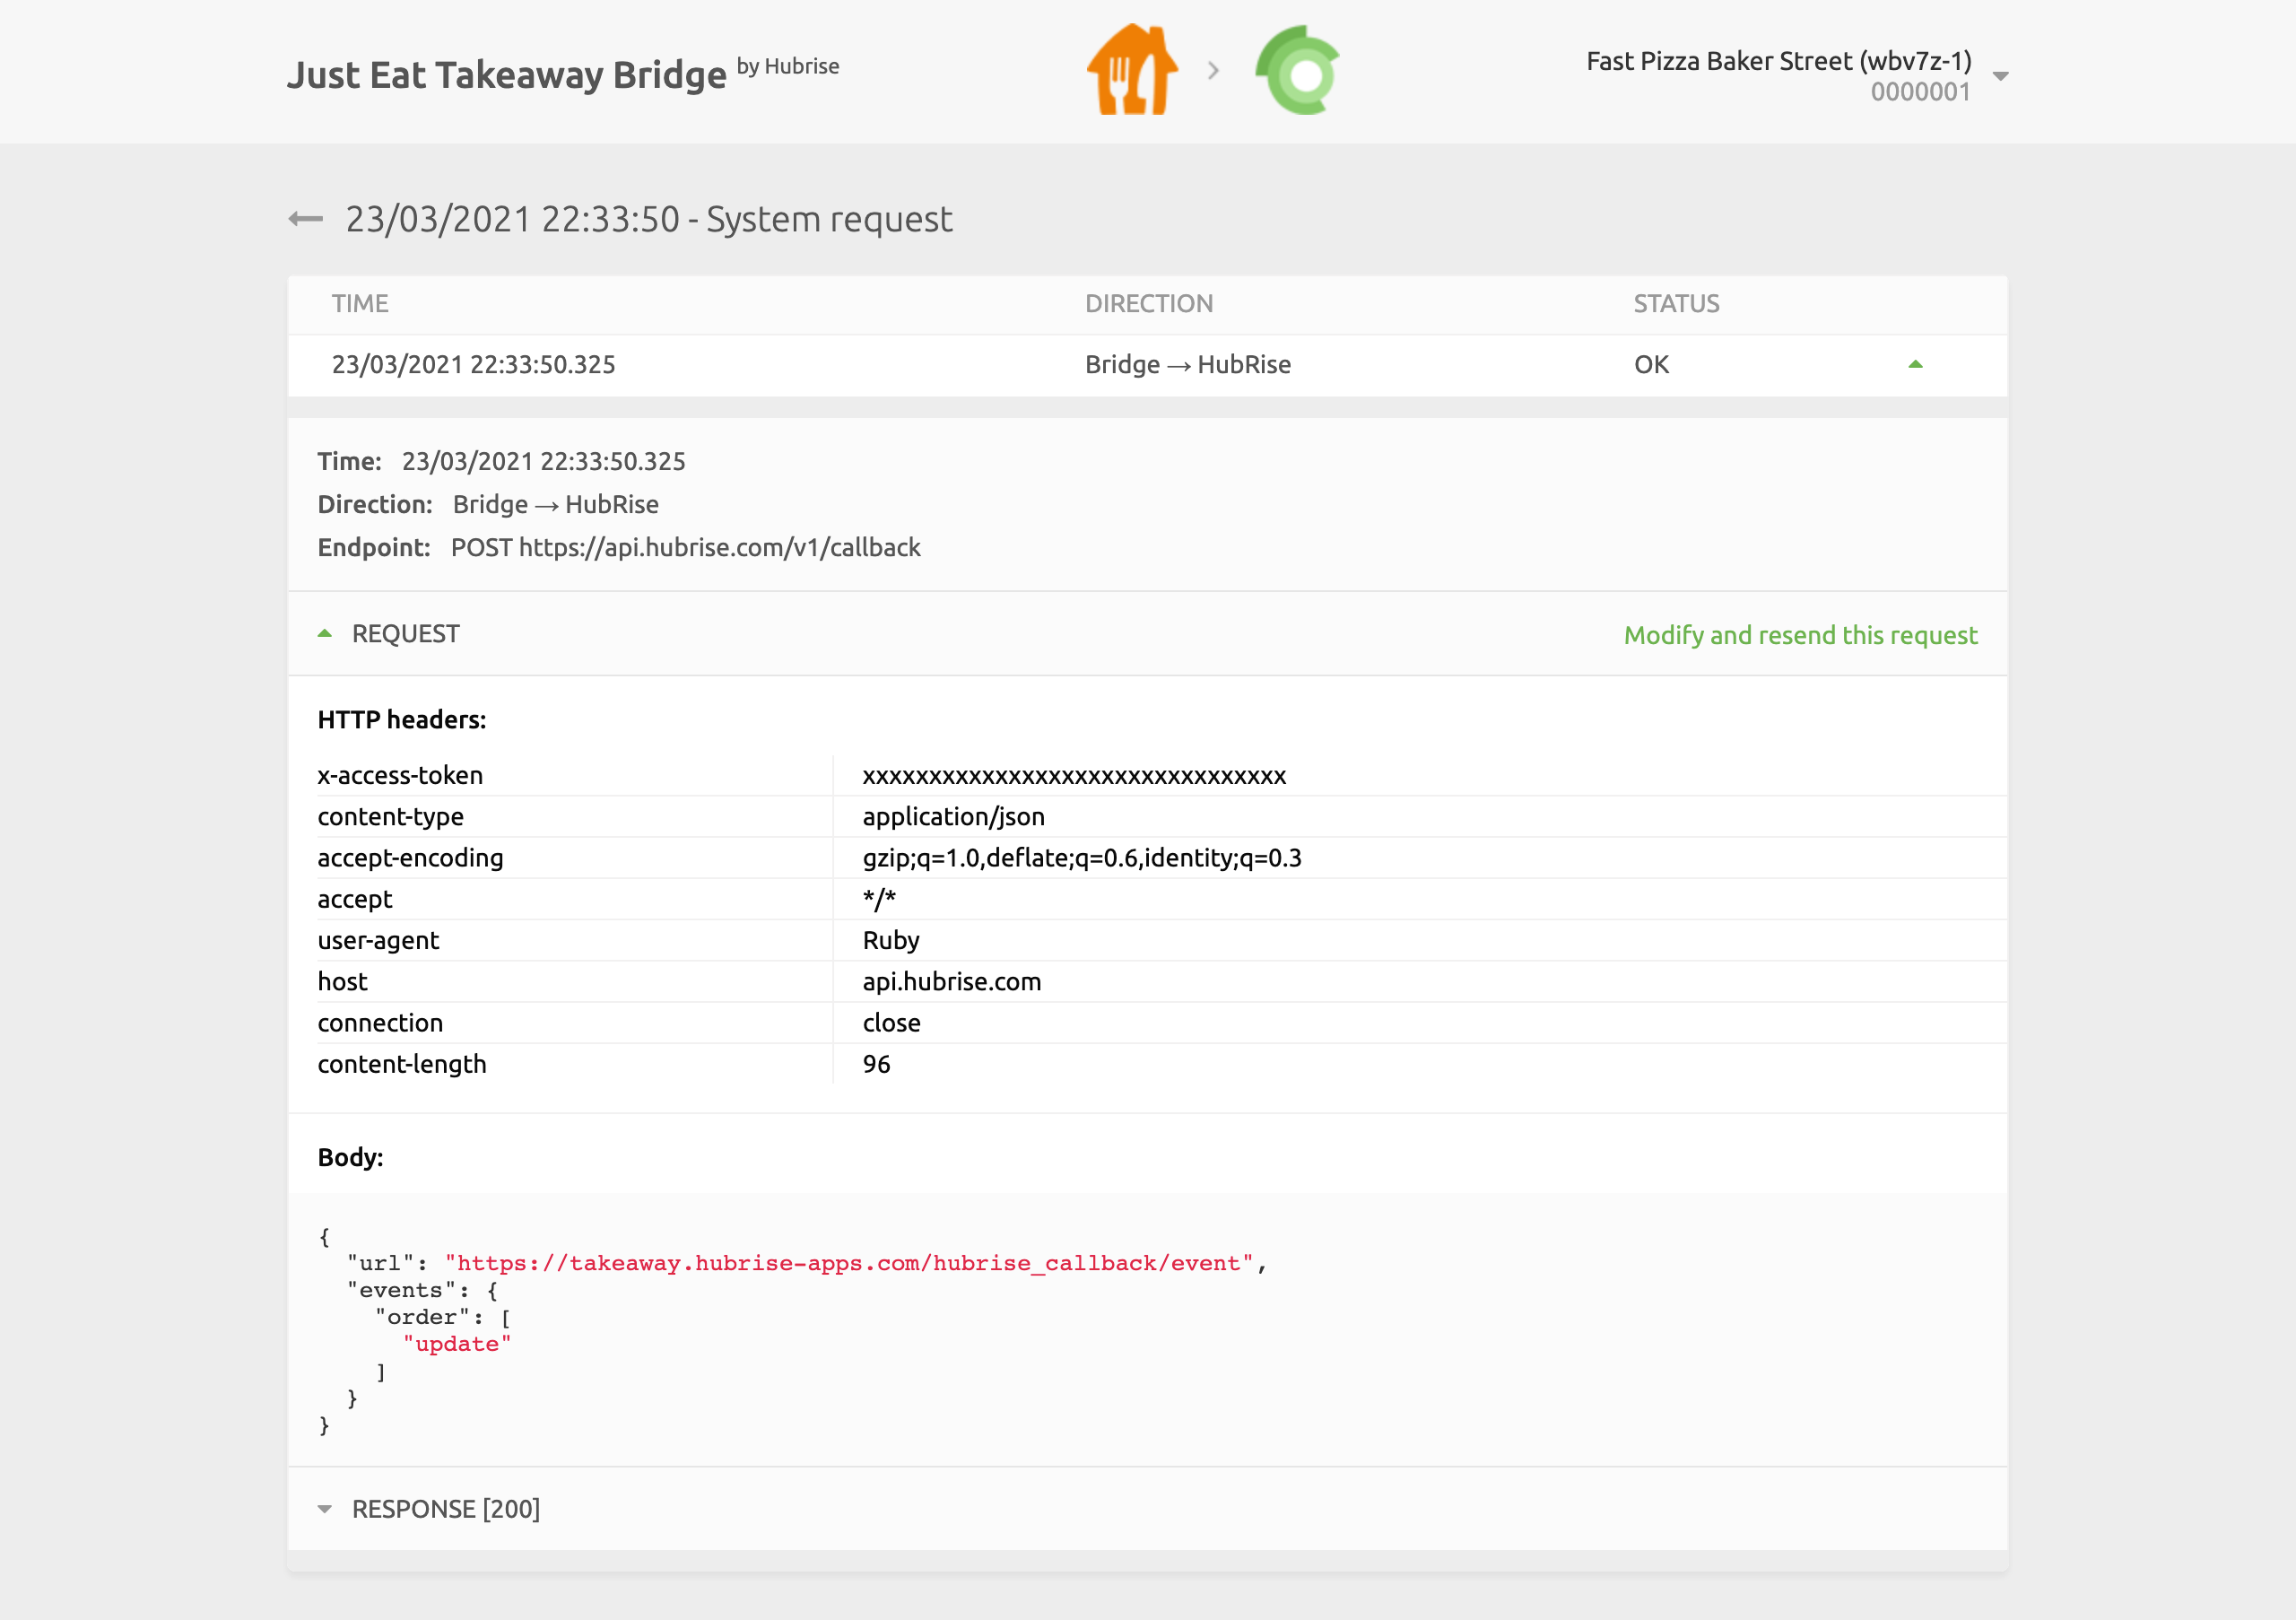 Just Eat Takeaway Bridge by Hubrise
Fast Pizza Baker Street (wbv7z-1)
0000001
← 23/03/2021 22:33:50 - System request
TIME DIRECTION STATUS
23/03/2021 22:33:50.325 Bridge → HubRise OK
Time: 23/03/2021 22:33:50.325
Direction: Bridge → HubRise
Endpoint: POST https://api.hubrise.com/v1/callback
REQUEST Modify and resend this request
HTTP headers:
x-access-token xxxxxxxxxxxxxxxxxxxxxxxxxxxxxxxx
content-type application/json
accept-encoding gzip;q=1.0,deflate;q=0.6,identity;q=0.3
accept */*
user-agent Ruby
host api.hubrise.com
connection close
content-length 96
Body:
{
  "url": "https://takeaway.hubrise-apps.com/hubrise_callback/event",
  "events": {
    "order": [
      "update"
    ]
  }
}
RESPONSE [200]